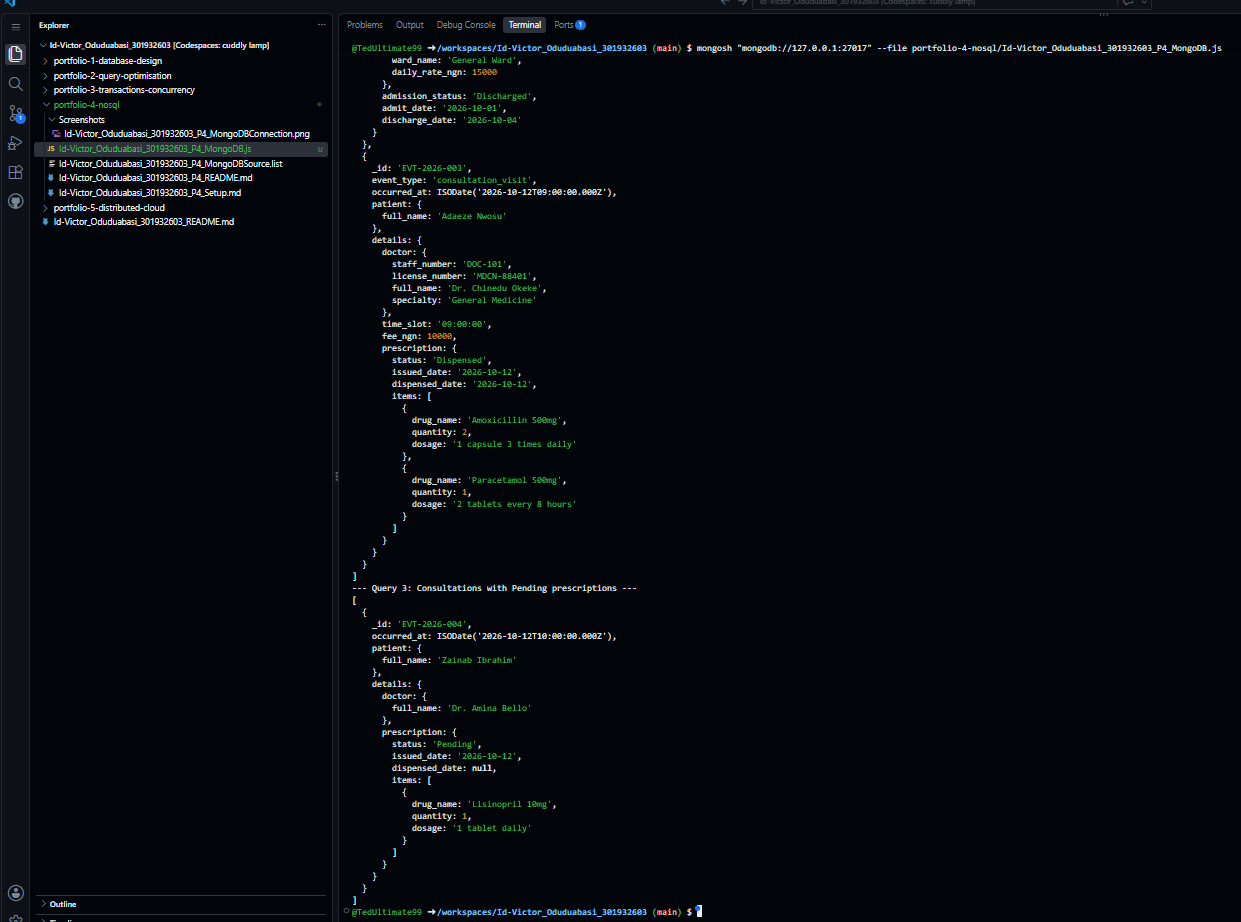 Id-Victor_Oduduabasi_301932603 [Codespaces: cuddly lamp]
Explorer
Id-Victor_Oduduabasi_301932603 [Codespaces: cuddly lamp]
portfolio-1-database-design
portfolio-2-query-optimisation
portfolio-3-transactions-concurrency
portfolio-4-nosql
Screenshots
Id-Victor_Oduduabasi_301932603_P4_MongoDBConnection.png
JS Id-Victor_Oduduabasi_301932603_P4_MongoDB.js U
Id-Victor_Oduduabasi_301932603_P4_MongoDBSource.list
Id-Victor_Oduduabasi_301932603_P4_README.md
Id-Victor_Oduduabasi_301932603_P4_Setup.md
portfolio-5-distributed-cloud
Id-Victor_Oduduabasi_301932603_README.md
1
Outline
Problems Output Debug Console Terminal Ports 1
@TedUltimate99 ➜/workspaces/Id-Victor_Oduduabasi_301932603 (main) $ mongosh "mongodb://127.0.0.1:27017" --file portfolio-4-nosql/Id-Victor_Oduduabasi_301932603_P4_MongoDB.js
ward_name: 'General Ward',
daily_rate_ngn: 15000
},
admission_status: 'Discharged',
admit_date: '2026-10-01',
discharge_date: '2026-10-04'
}
},
{
_id: 'EVT-2026-003',
event_type: 'consultation_visit',
occurred_at: ISODate('2026-10-12T09:00:00.000Z'),
patient: {
full_name: 'Adaeze Nwosu'
},
details: {
doctor: {
staff_number: 'DOC-101',
license_number: 'MDCN-88401',
full_name: 'Dr. Chinedu Okeke',
specialty: 'General Medicine'
},
time_slot: '09:00:00',
fee_ngn: 10000,
prescription: {
status: 'Dispensed',
issued_date: '2026-10-12',
dispensed_date: '2026-10-12',
items: [
{
drug_name: 'Amoxicillin 500mg',
quantity: 2,
dosage: '1 capsule 3 times daily'
},
{
drug_name: 'Paracetamol 500mg',
quantity: 1,
dosage: '2 tablets every 8 hours'
}
]
}
}
}
]
--- Query 3: Consultations with Pending prescriptions ---
[
{
_id: 'EVT-2026-004',
occurred_at: ISODate('2026-10-12T10:00:00.000Z'),
patient: {
full_name: 'Zainab Ibrahim'
},
details: {
doctor: {
full_name: 'Dr. Amina Bello'
},
prescription: {
status: 'Pending',
issued_date: '2026-10-12',
dispensed_date: null,
items: [
{
drug_name: 'Lisinopril 10mg',
quantity: 1,
dosage: '1 tablet daily'
}
]
}
}
}
]
@TedUltimate99 ➜/workspaces/Id-Victor_Oduduabasi_301932603 (main) $